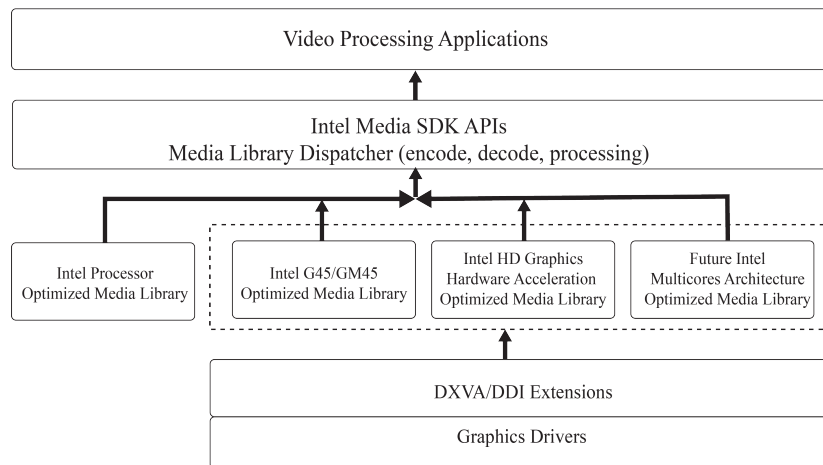 Video Processing Applications
Intel Media SDK APIs
Media Library Dispatcher (encode, decode, processing)
Intel Processor
Optimized Media Library
Intel G45/GM45
Optimized Media Library
Intel HD Graphics
Hardware Acceleration
Optimized Media Library
Future Intel
Multicores Architecture
Optimized Media Library
DXVA/DDI Extensions
Graphics Drivers